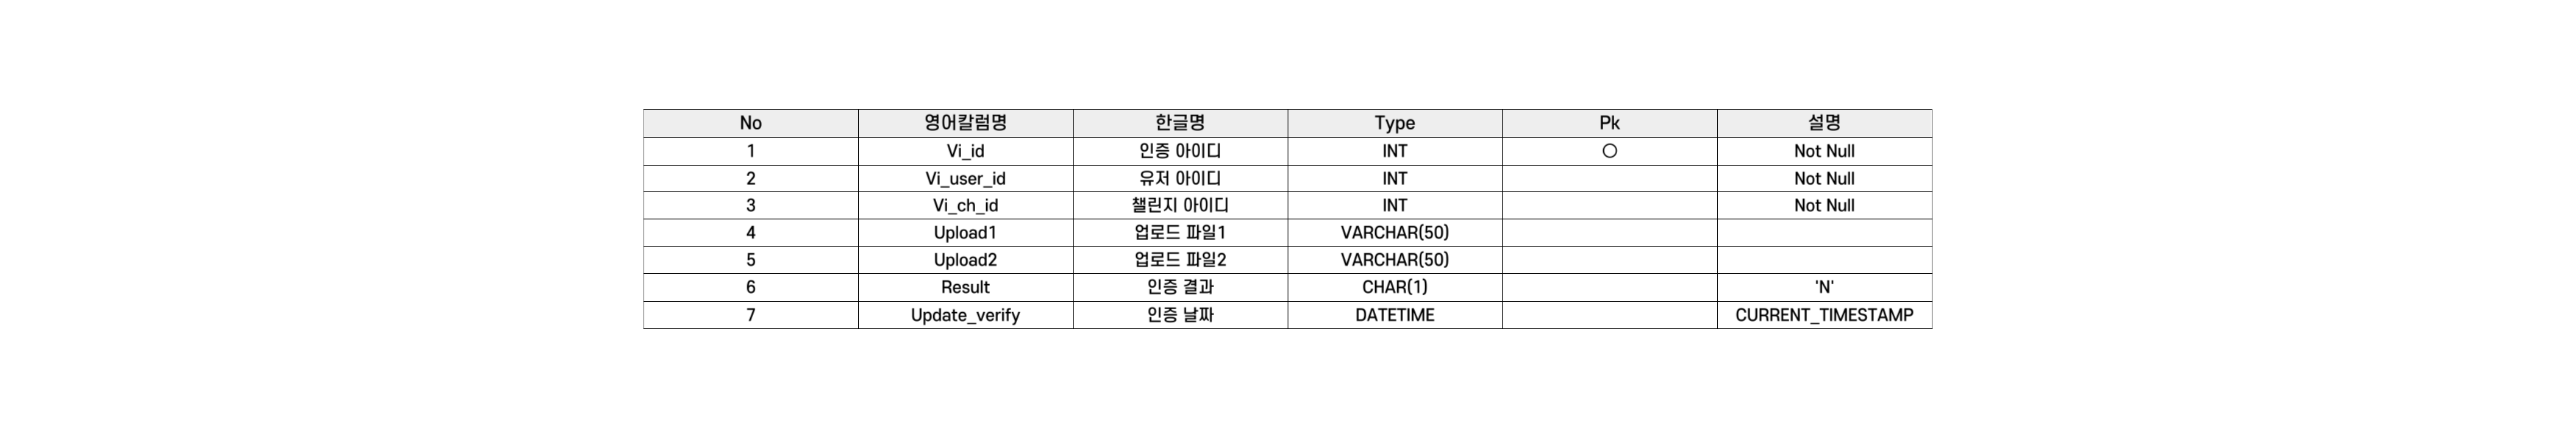 No 영어칼럼명 한글명 Type Pk 설명
1 Vi_id 인증 아이디 INT ○ Not Null
2 Vi_user_id 유저 아이디 INT Not Null
3 Vi_ch_id 챌린지 아이디 INT Not Null
4 Upload1 업로드 파일1 VARCHAR(50)
5 Upload2 업로드 파일2 VARCHAR(50)
6 Result 인증 결과 CHAR(1) 'N'
7 Update_verify 인증 날짜 DATETIME CURRENT_TIMESTAMP